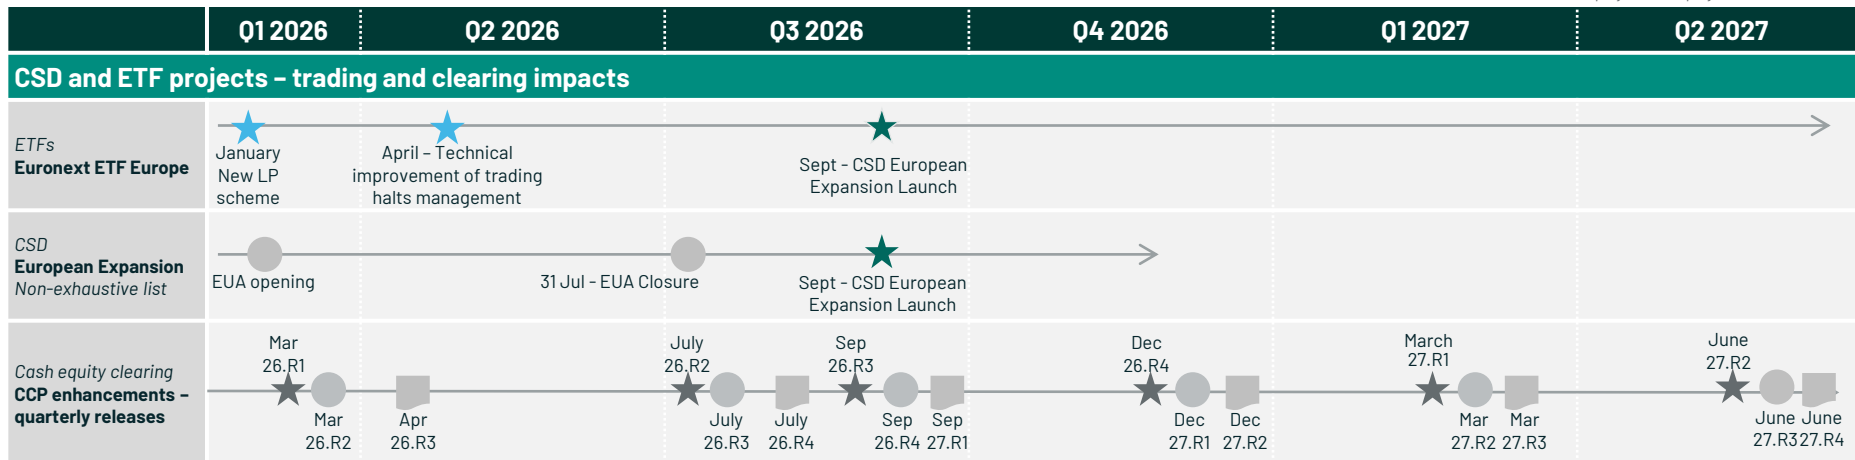 Q1 2026 Q2 2026 Q3 2026 Q4 2026 Q1 2027 Q2 2027
CSD and ETF projects – trading and clearing impacts
ETFs
Euronext ETF Europe
January
New LP
scheme
April – Technical
improvement of trading
halts management
Sept - CSD European
Expansion Launch
CSD
European Expansion
Non-exhaustive list
EUA opening
31 Jul - EUA Closure
Sept - CSD European
Expansion Launch
Cash equity clearing
CCP enhancements –
quarterly releases
Mar
26.R1
Mar
26.R2
Apr
26.R3
July
26.R2
July
26.R3
July
26.R4
Sep
26.R3
Sep
26.R4
Sep
27.R1
Dec
26.R4
Dec
27.R1
Dec
27.R2
March
27.R1
Mar
27.R2
Mar
27.R3
June
27.R2
June
27.R3
June
27.R4